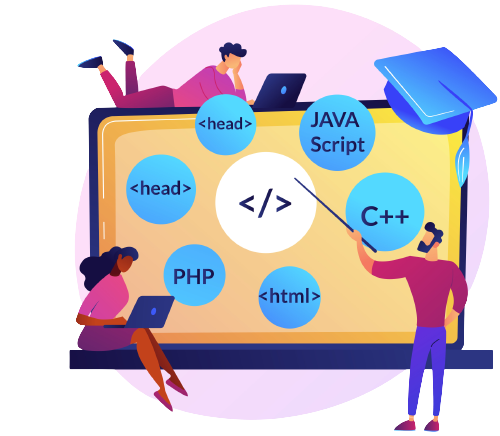 <head>
JAVA
Script
<head>
</>
C++
PHP
<html>